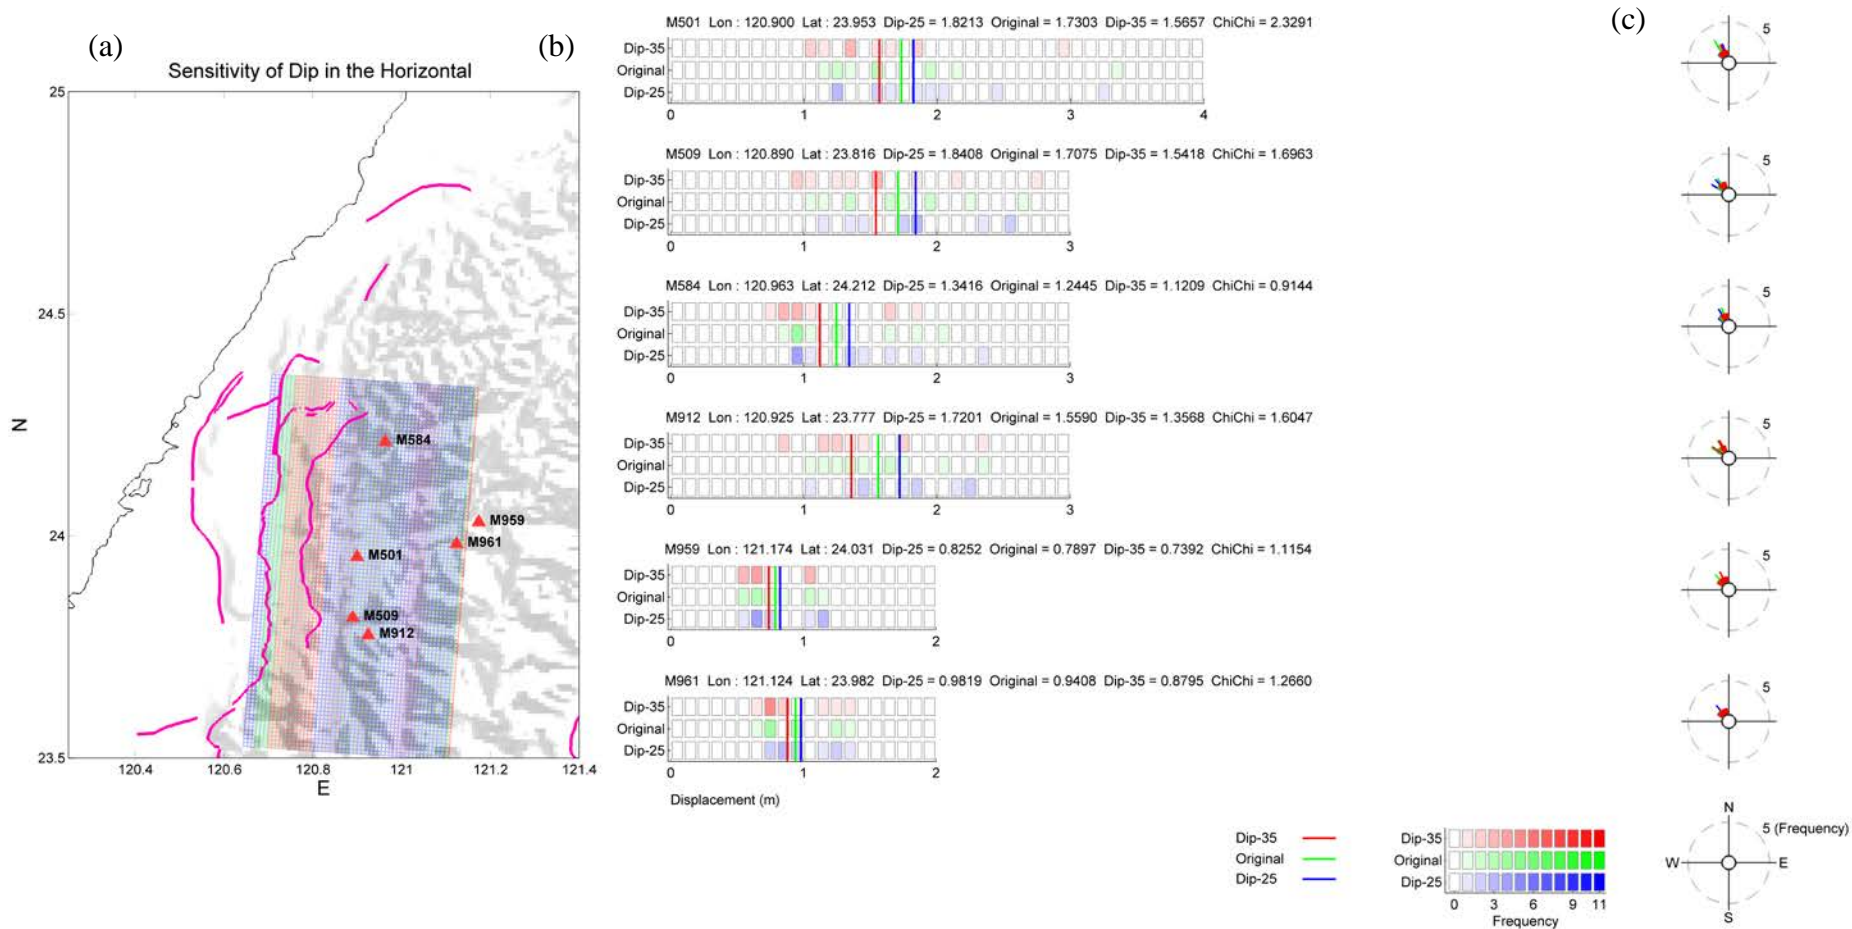 (a)
Sensitivity of Dip in the Horizontal
25
24.5
N
24
23.5
120.4 120.6 120.8 121 121.2 121.4
E
M584
M959
M961
M501
M509
M912
(b)
M501 Lon : 120.900 Lat : 23.953 Dip-25 = 1.8213 Original = 1.7303 Dip-35 = 1.5657 ChiChi = 2.3291
Dip-35
Original
Dip-25
0 1 2 3 4
M509 Lon : 120.890 Lat : 23.816 Dip-25 = 1.8408 Original = 1.7075 Dip-35 = 1.5418 ChiChi = 1.6963
Dip-35
Original
Dip-25
0 1 2 3
M584 Lon : 120.963 Lat : 24.212 Dip-25 = 1.3416 Original = 1.2445 Dip-35 = 1.1209 ChiChi = 0.9144
Dip-35
Original
Dip-25
0 1 2 3
M912 Lon : 120.925 Lat : 23.777 Dip-25 = 1.7201 Original = 1.5590 Dip-35 = 1.3568 ChiChi = 1.6047
Dip-35
Original
Dip-25
0 1 2 3
M959 Lon : 121.174 Lat : 24.031 Dip-25 = 0.8252 Original = 0.7897 Dip-35 = 0.7392 ChiChi = 1.1154
Dip-35
Original
Dip-25
0 1 2
M961 Lon : 121.124 Lat : 23.982 Dip-25 = 0.9819 Original = 0.9408 Dip-35 = 0.8795 ChiChi = 1.2660
Dip-35
Original
Dip-25
0 1 2
Displacement (m)
Dip-35
Original
Dip-25
Dip-35
Original
Dip-25
0 3 6 9 11
Frequency
(c)
5
5
5
5
5
5
N
5 (Frequency)
W E
S